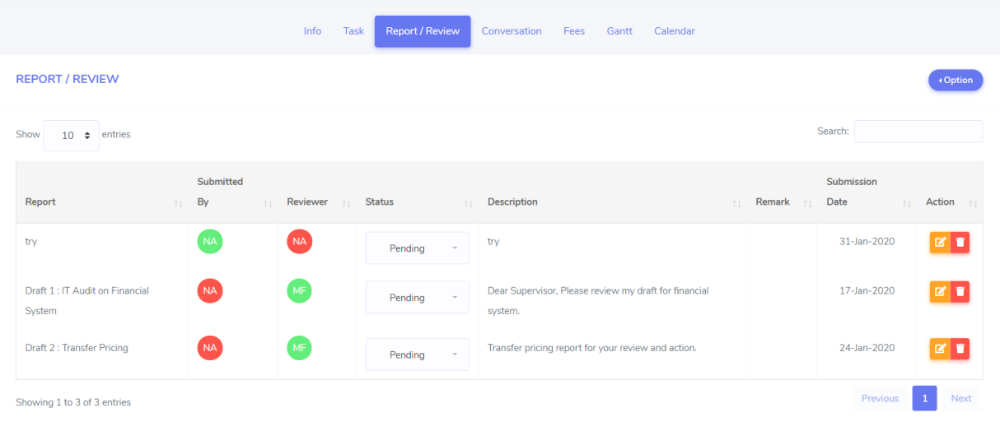 Info Task Report / Review Conversation Fees Gantt Calendar
REPORT / REVIEW
Option
Show 10 entries
Search:
Report Submitted By Reviewer Status Description Remark Submission Date Action
try NA NA Pending try 31-Jan-2020
Draft 1 : IT Audit on Financial System NA MF Pending Dear Supervisor, Please review my draft for financial system. 17-Jan-2020
Draft 2 : Transfer Pricing NA MF Pending Transfer pricing report for your review and action. 24-Jan-2020
Showing 1 to 3 of 3 entries
Previous 1 Next